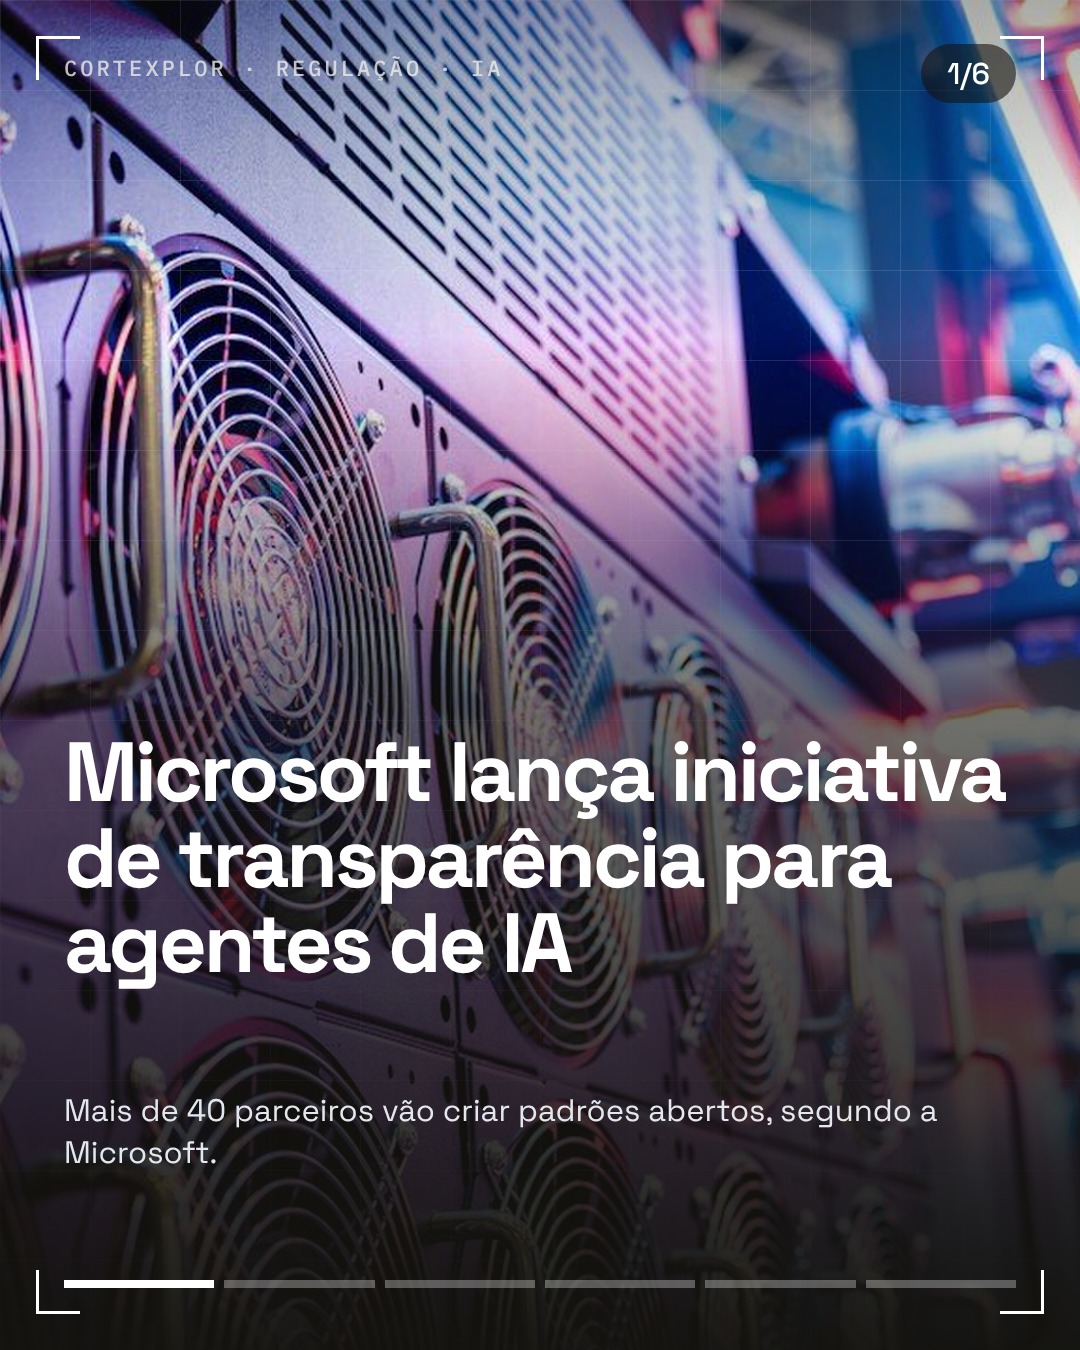 CORTEXPLOR · REGULAÇÃO · IA
1/6
Microsoft lança iniciativa
de transparência para
agentes de IA
Mais de 40 parceiros vão criar padrões abertos, segundo a
Microsoft.